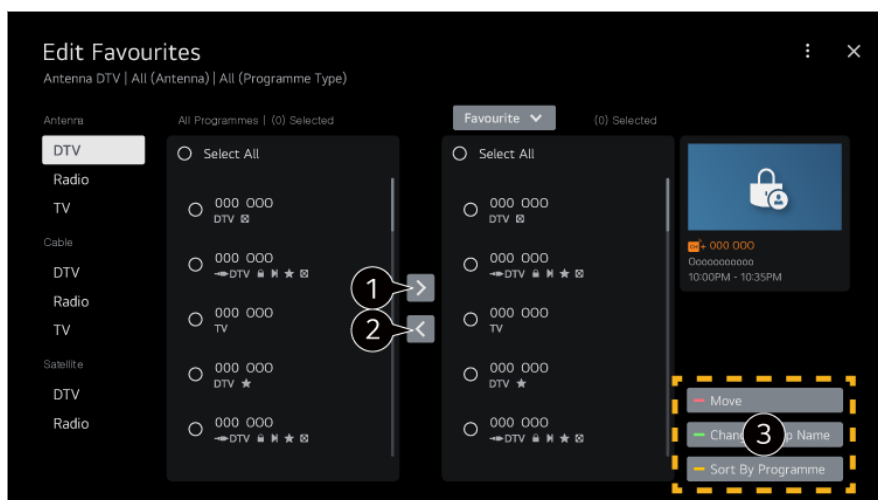 Edit Favourites
Antenna DTV | All (Antenna) | All (Programme Type)
Antenna
DTV
Radio
TV
Cable
DTV
Radio
TV
Satellite
DTV
Radio
All Programmes | (0) Selected
Select All
000 000
DTV
000 000
DTV
000 000
TV
000 000
DTV
000 000
DTV
1
2
Favourite
(0) Selected
Select All
000 000
DTV
000 000
DTV
000 000
TV
000 000
DTV
000 000
DTV
CH+ 000 000
Ooooooooooo
10:00PM - 10:35PM
Move
3
Name
Sort By Programme